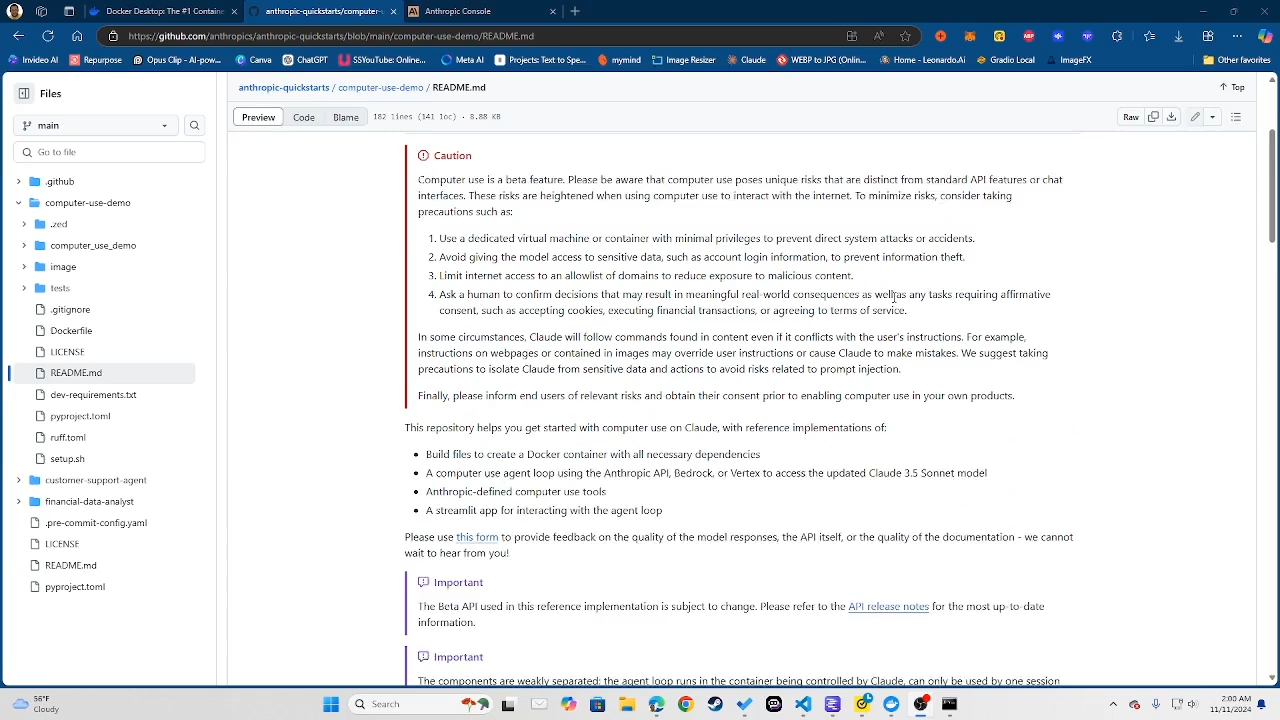 Docker Desktop: The #1 Containe
anthropic-quickstarts/computer-
Anthropic Console
https://github.com/anthropics/anthropic-quickstarts/blob/main/computer-use-demo/README.md
Invideo AI
Repurpose
Opus Clip - AI-pow...
Canva
ChatGPT
SSYouTube: Online...
Meta AI
Projects Text to Sp...
mymind
Image Resizer
Claude
WEBP to JPG (Onlin...
Home - Leonardo.Ai
Gradio Local
ImageFX
Other favorites
Files
anthropic-quickstarts / computer-use-demo / README.md
Top
main
Preview
Code
Blame
182 lines (141 loc) · 8.88 KB
Raw
Go to file
.github
computer-use-demo
.zed
computer_use_demo
image
tests
.gitignore
Dockerfile
LICENSE
README.md
dev-requirements.txt
pyproject.toml
ruff.toml
setup.sh
customer-support-agent
financial-data-analyst
.pre-commit-config.yaml
LICENSE
README.md
pyproject.toml
Caution
Computer use is a beta feature. Please be aware that computer use poses unique risks that are distinct from standard API features or chat
interfaces. These risks are heightened when using computer use to interact with the internet. To minimize risks, consider taking
precautions such as:
1. Use a dedicated virtual machine or container with minimal privileges to prevent direct system attacks or accidents.
2. Avoid giving the model access to sensitive data, such as account login information, to prevent information theft.
3. Limit internet access to an allowlist of domains to reduce exposure to malicious content.
4. Ask a human to confirm decisions that may result in meaningful real-world consequences as well as any tasks requiring affirmative
consent, such as accepting cookies, executing financial transactions, or agreeing to terms of service.
In some circumstances, Claude will follow commands found in content even if it conflicts with the user's instructions. For example,
instructions on webpages or contained in images may override user instructions or cause Claude to make mistakes. We suggest taking
precautions to isolate Claude from sensitive data and actions to avoid risks related to prompt injection.
Finally, please inform end users of relevant risks and obtain their consent prior to enabling computer use in your own products.
This repository helps you get started with computer use on Claude, with reference implementations of:
• Build files to create a Docker container with all necessary dependencies
• A computer use agent loop using the Anthropic API, Bedrock, or Vertex to access the updated Claude 3.5 Sonnet model
• Anthropic-defined computer use tools
• A streamlit app for interacting with the agent loop
Please use this form to provide feedback on the quality of the model responses, the API itself, or the quality of the documentation - we cannot
wait to hear from you!
Important
The Beta API used in this reference implementation is subject to change. Please refer to the API release notes for the most up-to-date
information.
Important
The components are weakly separated: the agent loop runs in the container being controlled by Claude, can only be used by one session
56°F
Cloudy
Search
2:00 AM
11/11/2024